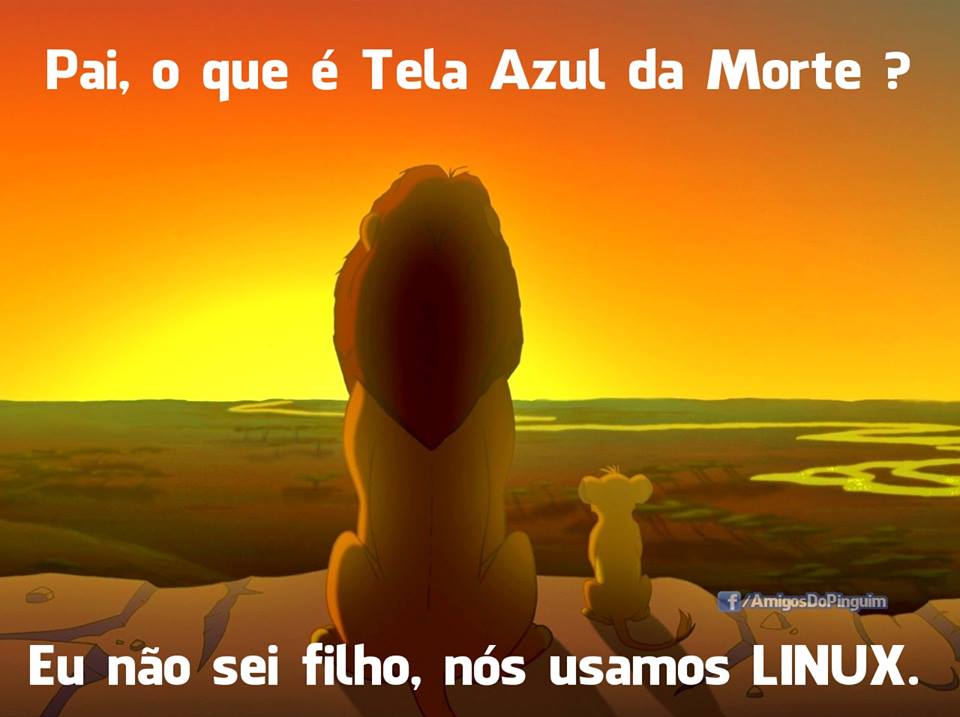 Pai, o que é Tela Azul da Morte ?
f /AmigosDoPinguim
Eu não sei filho, nós usamos LINUX.